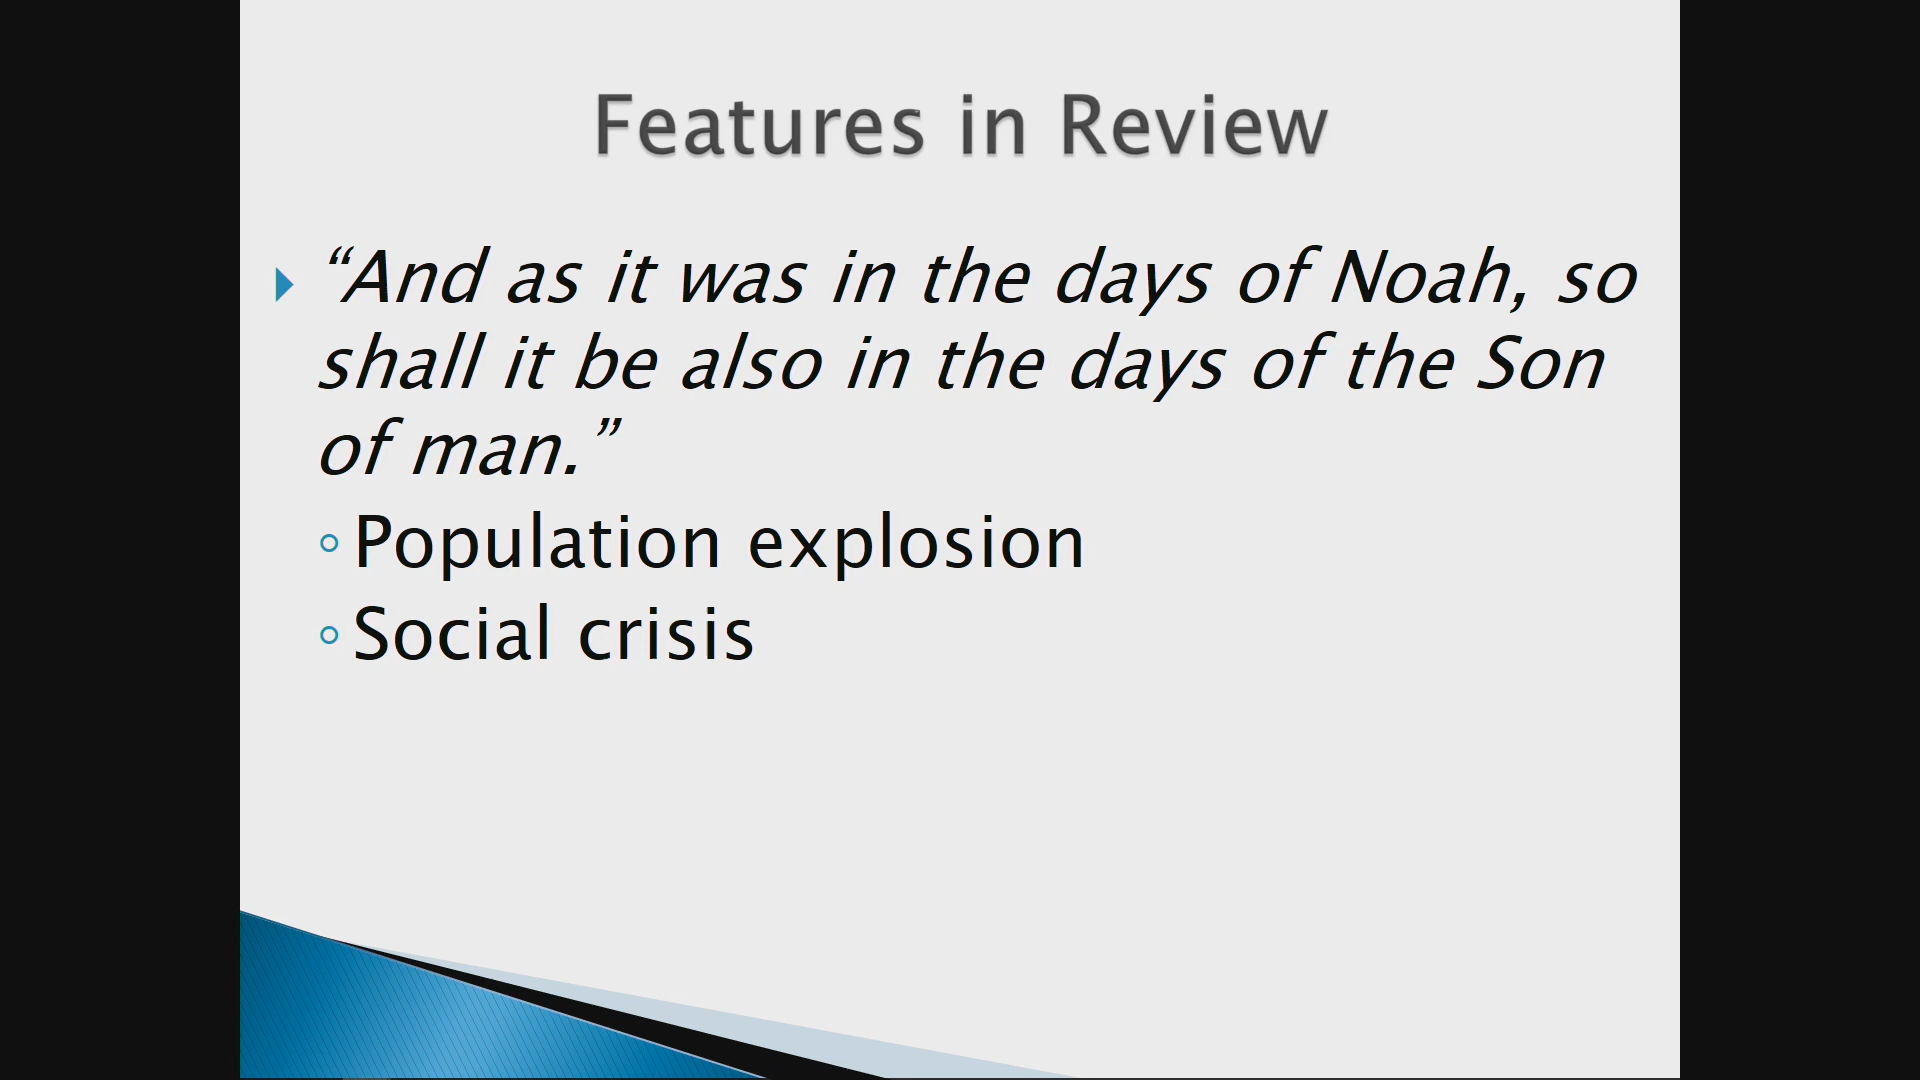 Features in Review
“And as it was in the days of Noah, so
shall it be also in the days of the Son
of man.”
Population explosion
Social crisis